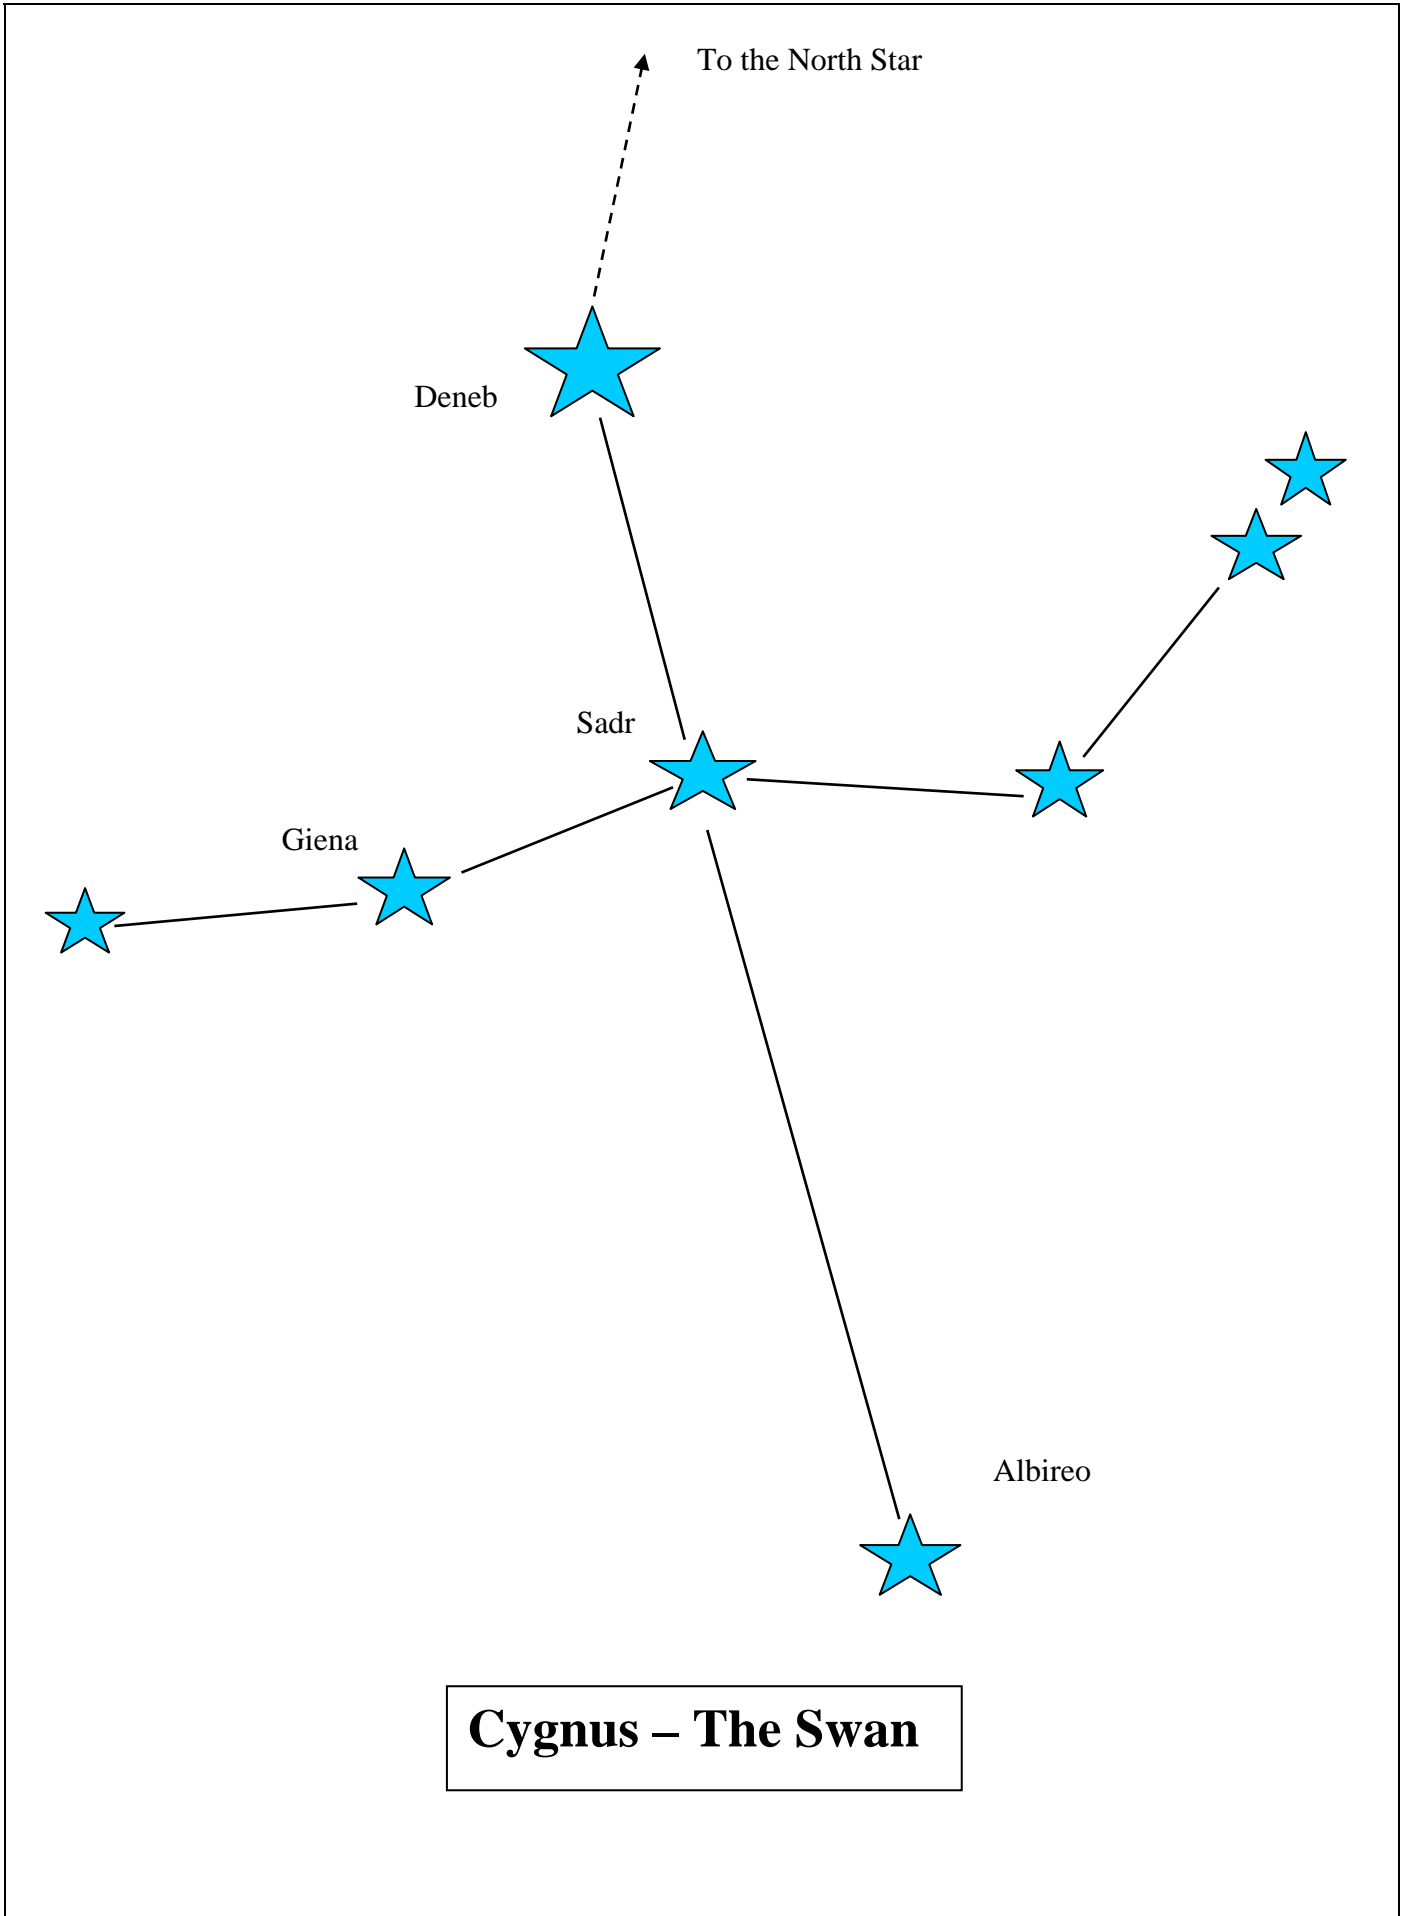 To the North Star
Deneb
Sadr
Giena
Albireo
Cygnus – The Swan